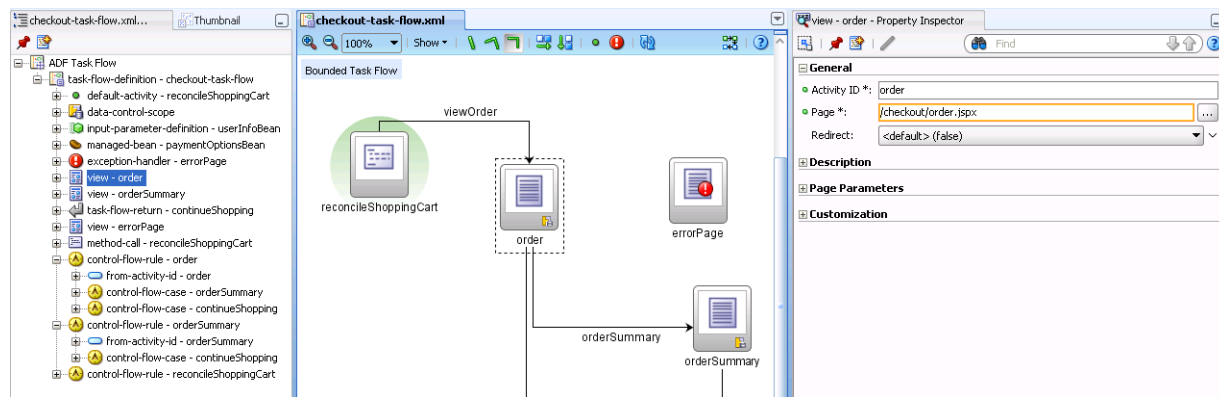 checkout-task-flow.xml...
Thumbnail
ADF Task Flow
task-flow-definition - checkout-task-flow
default-activity - reconcileShoppingCart
data-control-scope
input-parameter-definition - userInfoBean
managed-bean - paymentOptionsBean
exception-handler - errorPage
view - order
view - orderSummary
task-flow-return - continueShopping
view - errorPage
method-call - reconcileShoppingCart
control-flow-rule - order
from-activity-id - order
control-flow-case - orderSummary
control-flow-case - continueShopping
control-flow-rule - orderSummary
from-activity-id - orderSummary
control-flow-case - continueShopping
control-flow-rule - reconcileShoppingCart
checkout-task-flow.xml
100%
Show
Bounded Task Flow
viewOrder
reconcileShoppingCart
order
errorPage
orderSummary
orderSummary
view - order - Property Inspector
Find
General
Activity ID *: order
Page *: /checkout/order.jspx
...
Redirect: <default> (false)
Description
Page Parameters
Customization